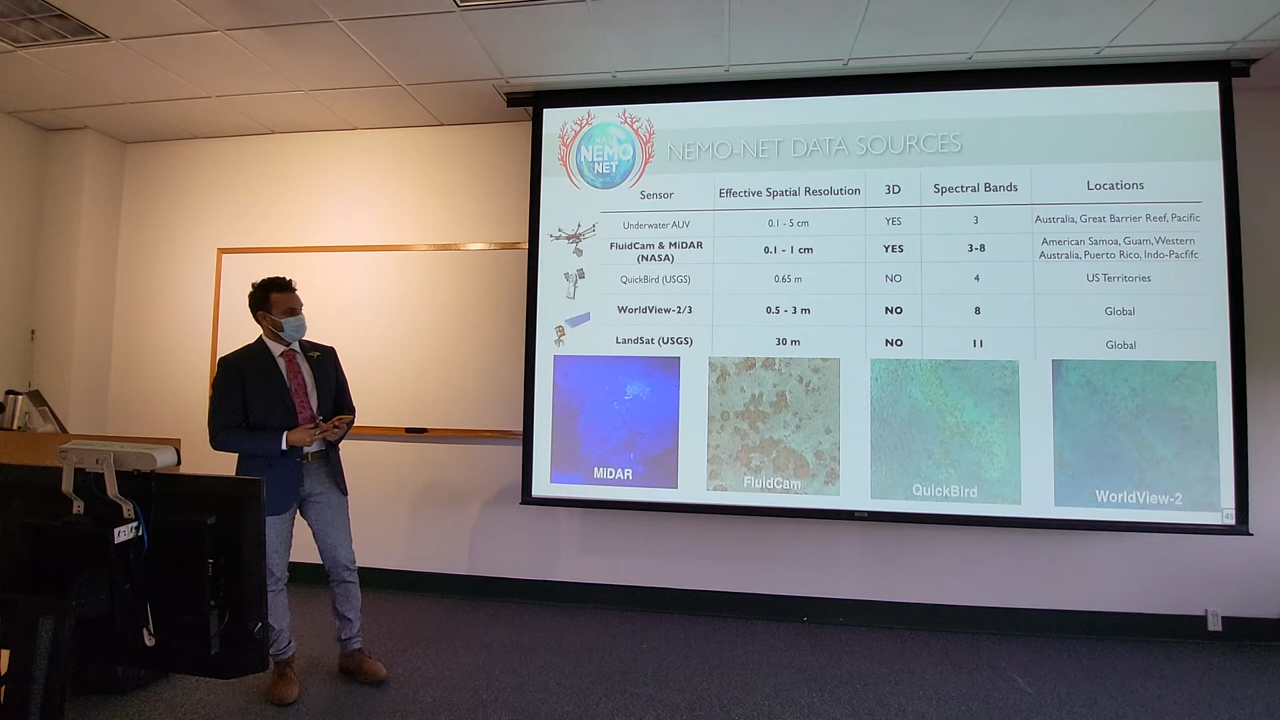 NASA
NEMO
NET
NEMO-NET DATA SOURCES
Sensor Effective Spatial Resolution 3D Spectral Bands Locations
Underwater AUV 0.1 - 5 cm YES 3 Australia, Great Barrier Reef, Pacific
FluidCam & MiDAR (NASA) 0.1 - 1 cm YES 3-8 American Samoa, Guam, Western
Australia, Puerto Rico, Indo-Pacfifc
QuickBird (USGS) 0.65 m NO 4 US Territories
WorldView-2/3 0.5 - 3 m NO 8 Global
LandSat (USGS) 30 m NO 11 Global
MiDAR FluidCam QuickBird WorldView-2
45